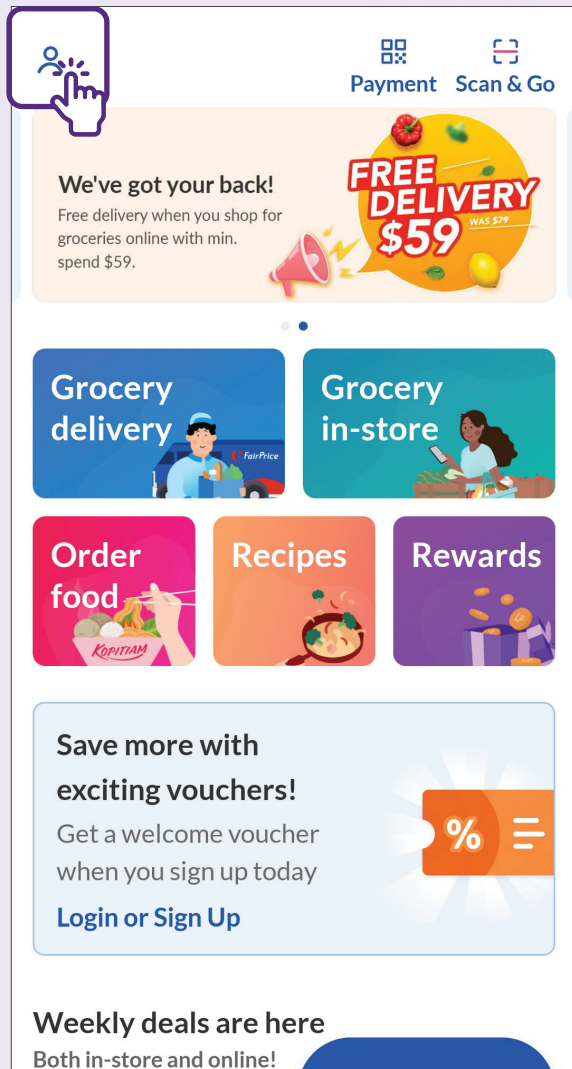 Payment Scan & Go
We've got your back!
Free delivery when you shop for
groceries online with min.
spend $59.
FREE
DELIVERY
$59
WAS $79
Grocery
delivery
FairPrice
Grocery
in-store
Order
food
KOPITIAM
Recipes
Rewards
Save more with
exciting vouchers!
Get a welcome voucher
when you sign up today
Login or Sign Up
%
Weekly deals are here
Both in-store and online!